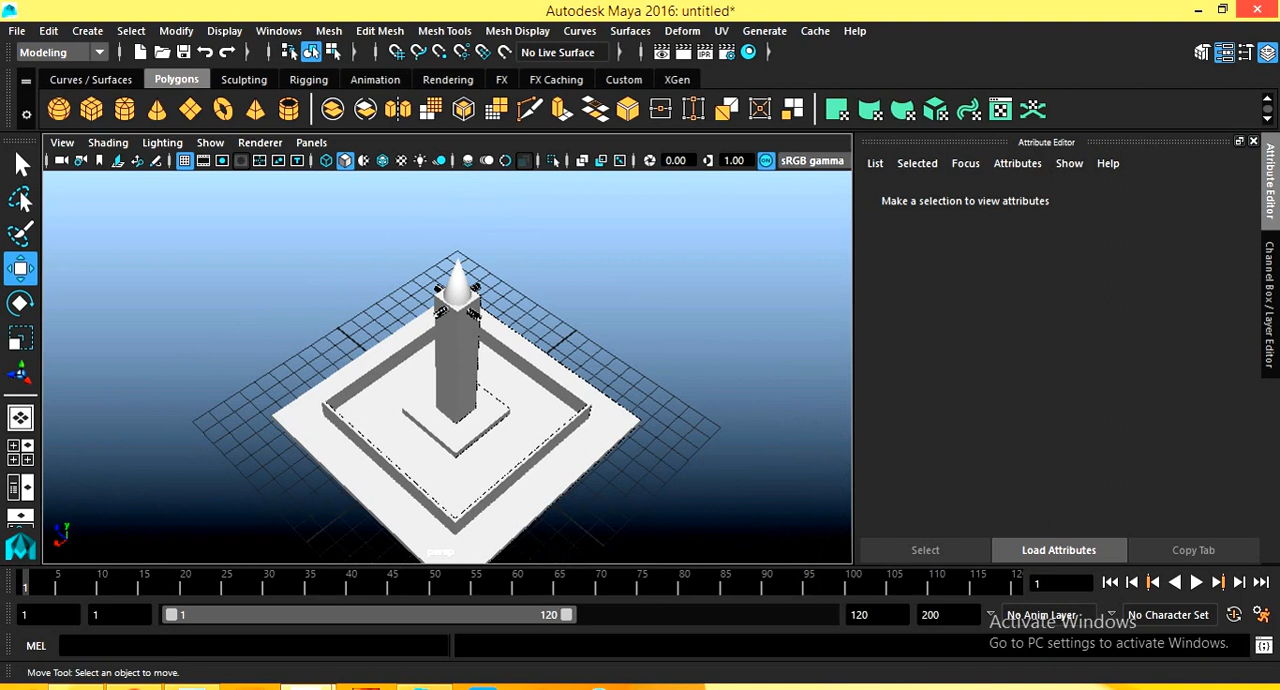 Autodesk Maya 2016: untitled*
File Edit Create Select Modify Display Windows Mesh Edit Mesh Mesh Tools Mesh Display Curves Surfaces Deform UV Generate Cache Help
Modeling No Live Surface
Curves / Surfaces Polygons Sculpting Rigging Animation Rendering FX FX Caching Custom XGen
View Shading Lighting Show Renderer Panels
0.00 1.00 ON sRGB gamma
Attribute Editor
List Selected Focus Attributes Show Help
Make a selection to view attributes
Attribute Editor
Channel Box / Layer Editor
y
persp
Select Load Attributes Copy Tab
1 5 10 15 20 25 30 35 40 45 50 55 60 65 70 75 80 85 90 95 100 105 110 115 12 1
1 1 1 120 120 200 No Anim Layer No Character Set
Activate Windows
Go to PC settings to activate Windows.
MEL
Move Tool: Select an object to move.